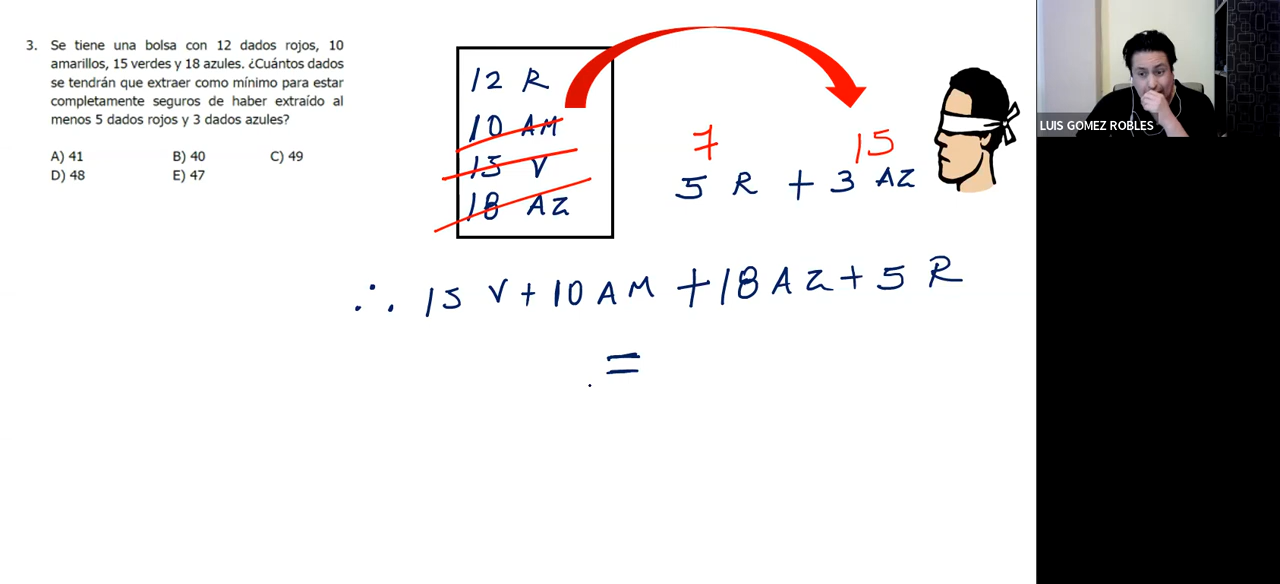 3. Se tiene una bolsa con 12 dados rojos, 10
amarillos, 15 verdes y 18 azules. ¿Cuántos dados
se tendrán que extraer como mínimo para estar
completamente seguros de haber extraído al
menos 5 dados rojos y 3 dados azules?
A) 41 B) 40 C) 49
D) 48 E) 47
12 R
10 AM
15 V
18 AZ
7 15
5 R + 3 AZ
∴ 15 V + 10 AM + 18 AZ + 5 R
=
LUIS GOMEZ ROBLES